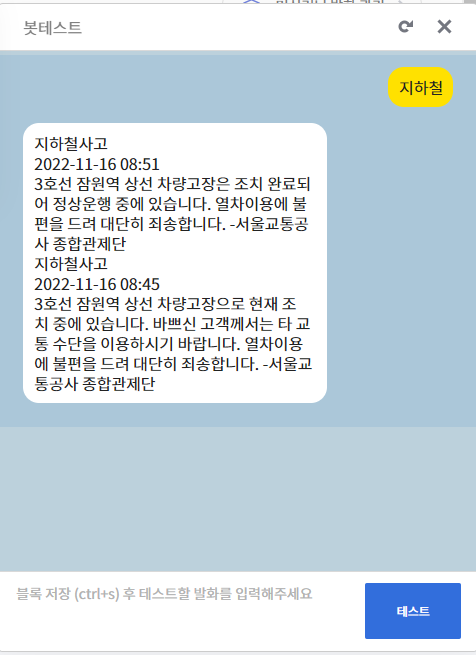 봇테스트
지하철
지하철사고
2022-11-16 08:51
3호선 잠원역 상선 차량고장은 조치 완료되
어 정상운행 중에 있습니다. 열차이용에 불
편을 드려 대단히 죄송합니다. -서울교통공
사 종합관제단
지하철사고
2022-11-16 08:45
3호선 잠원역 상선 차량고장으로 현재 조
치 중에 있습니다. 바쁘신 고객께서는 타 교
통 수단을 이용하시기 바랍니다. 열차이용
에 불편을 드려 대단히 죄송합니다. -서울교
통공사 종합관제단
블록 저장 (ctrl+s) 후 테스트할 발화를 입력해주세요
테스트